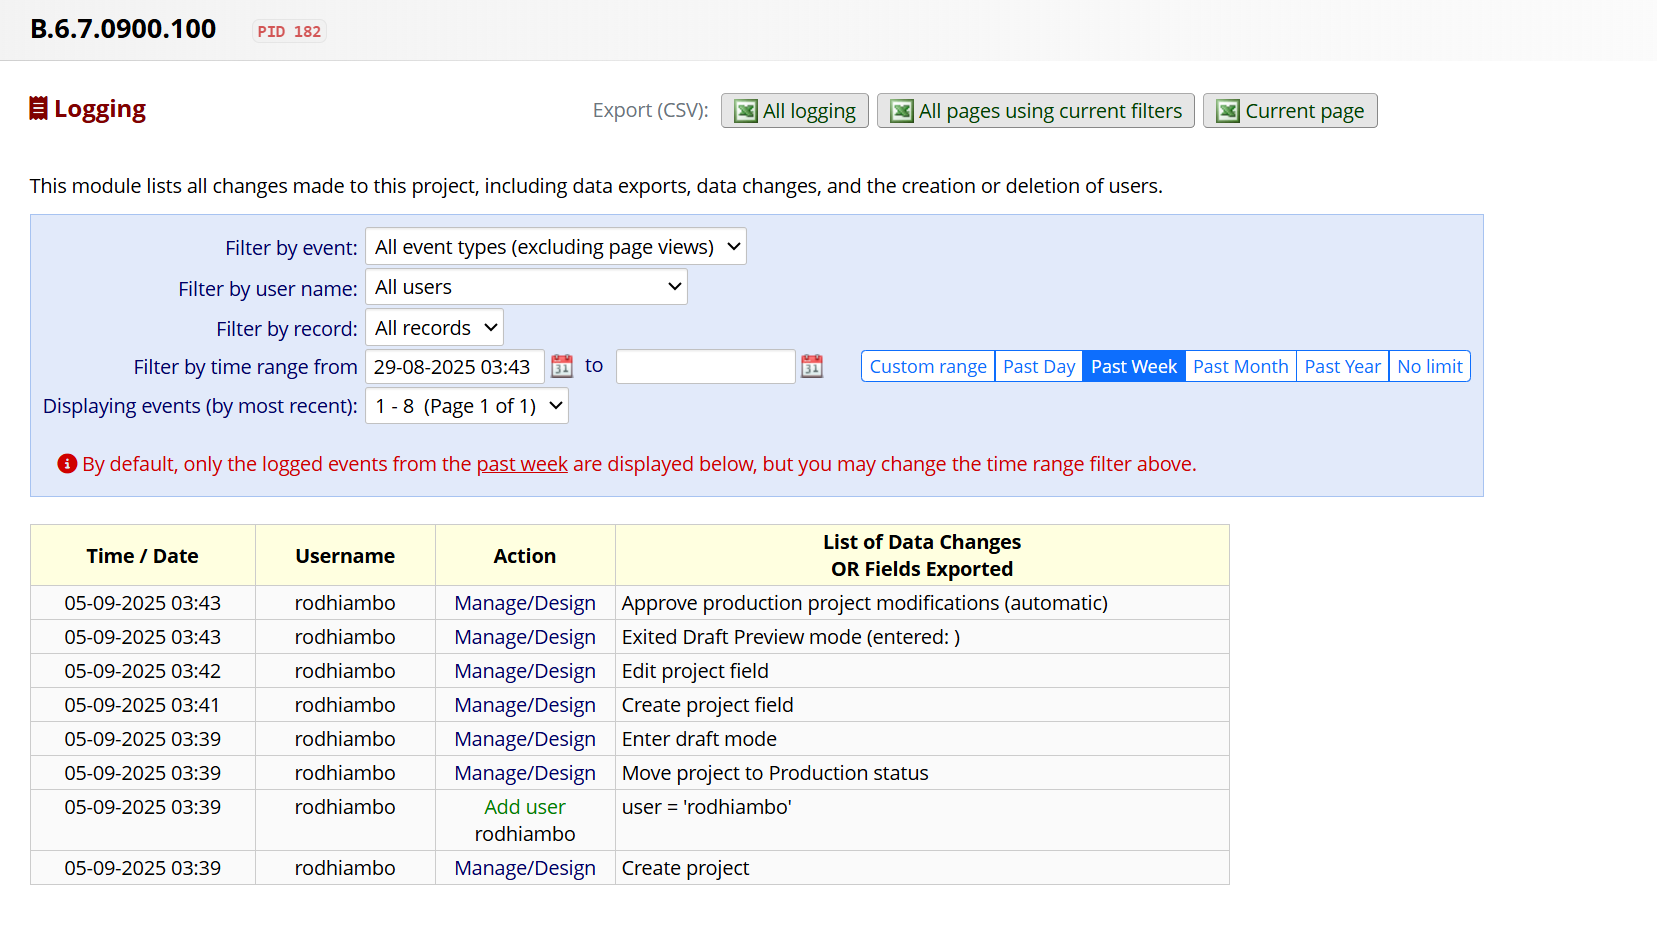 B.6.7.0900.100 PID 182
Logging Export (CSV): All logging All pages using current filters Current page
This module lists all changes made to this project, including data exports, data changes, and the creation or deletion of users.
Filter by event: All event types (excluding page views)
Filter by user name: All users
Filter by record: All records
Filter by time range from 29-08-2025 03:43 31 to 31 Custom range Past Day Past Week Past Month Past Year No limit
Displaying events (by most recent): 1 - 8 (Page 1 of 1)
By default, only the logged events from the past week are displayed below, but you may change the time range filter above.
Time / Date Username Action List of Data Changes
OR Fields Exported
05-09-2025 03:43 rodhiambo Manage/Design Approve production project modifications (automatic)
05-09-2025 03:43 rodhiambo Manage/Design Exited Draft Preview mode (entered: )
05-09-2025 03:42 rodhiambo Manage/Design Edit project field
05-09-2025 03:41 rodhiambo Manage/Design Create project field
05-09-2025 03:39 rodhiambo Manage/Design Enter draft mode
05-09-2025 03:39 rodhiambo Manage/Design Move project to Production status
05-09-2025 03:39 rodhiambo Add user user = 'rodhiambo'
rodhiambo
05-09-2025 03:39 rodhiambo Manage/Design Create project